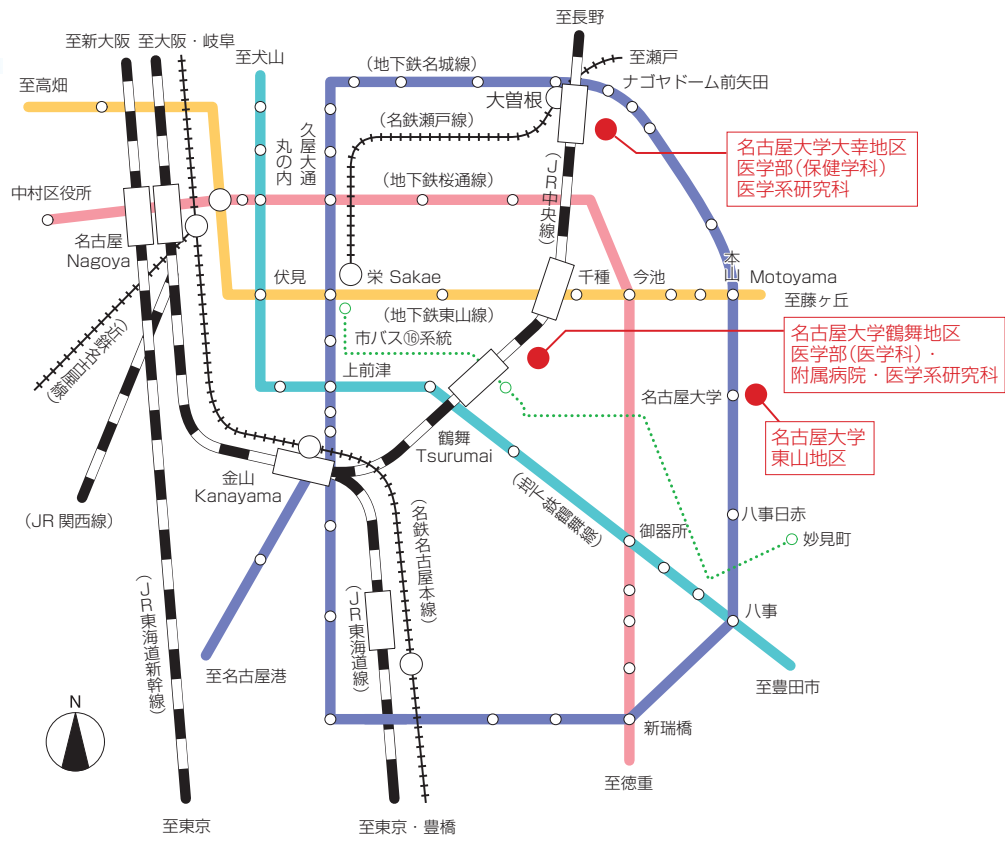 至長野
至新大阪
至大阪・岐阜
至犬山
至瀬戸
(地下鉄名城線)
ナゴヤドーム前矢田
至高畑
大曽根
(名鉄瀬戸線)
久屋大通
丸の内
名古屋大学大幸地区
医学部(保健学科)
医学系研究科
中村区役所
(地下鉄桜通線)
(JR中央線)
名古屋
Nagoya
本山
Motoyama
伏見
栄 Sakae
千種
今池
至藤ヶ丘
(地下鉄東山線)
市バス⑯系統
(近鉄名古屋線)
名古屋大学鶴舞地区
医学部(医学科)・
附属病院・医学系研究科
上前津
名古屋大学
名古屋大学
東山地区
鶴舞
Tsurumai
金山
Kanayama
(地下鉄鶴舞線)
(JR関西線)
(名鉄名古屋本線)
御器所
八事日赤
妙見町
(JR東海道新幹線)
(JR東海道線)
八事
至名古屋港
至豊田市
N
新瑞橋
至徳重
至東京
至東京・豊橋